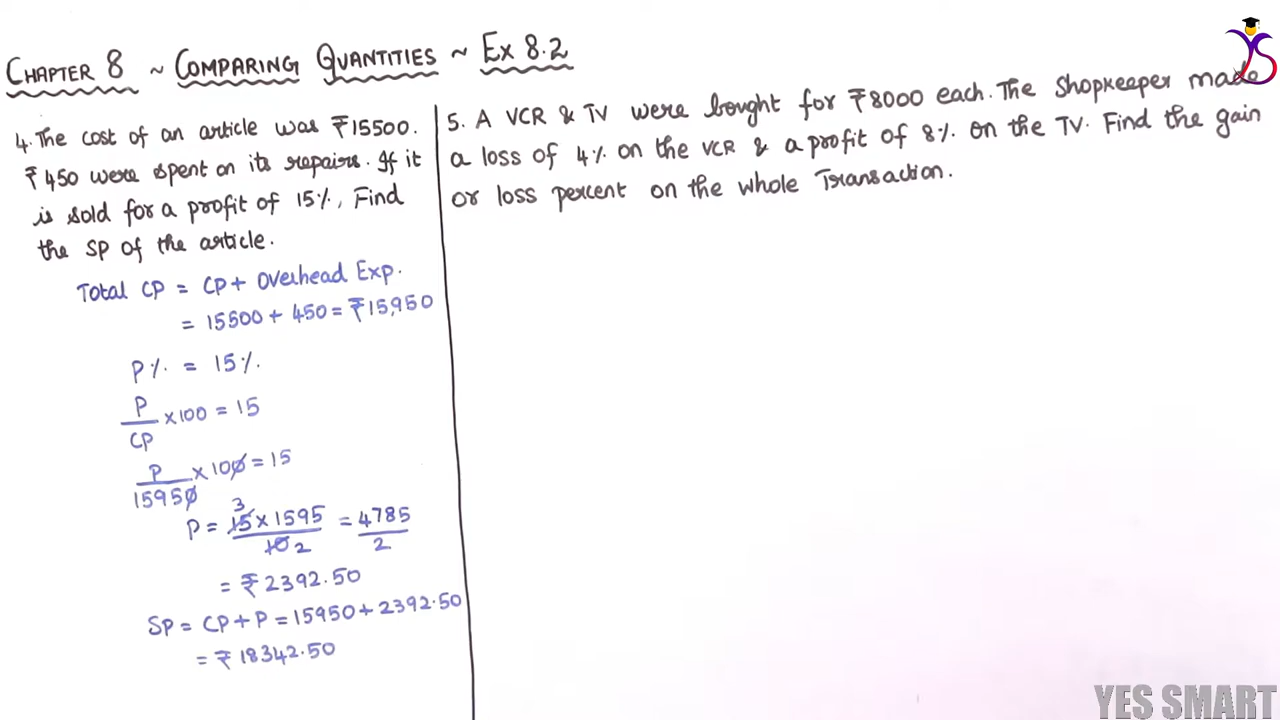 CHAPTER 8 ~ COMPARING QUANTITIES ~ Ex 8.2
4. The cost of an article was ₹15500.
₹450 were spent on its repairs. If it
is sold for a profit of 15%, Find
the SP of the article.
Total CP = CP + Overhead Exp.
= 15500 + 450 = ₹15,950
P% = 15%.
P/CP × 100 = 15
P/15950 × 100 = 15
P = 15 × 1595/10 = 4785/2
3
2
= ₹2392.50
SP = CP + P = 15950 + 2392.50
= ₹18342.50
5. A VCR & TV were bought for ₹8000 each. The Shopkeeper made
a loss of 4% on the VCR & a profit of 8% on the TV. Find the gain
or loss percent on the whole Transaction.
YES SMART